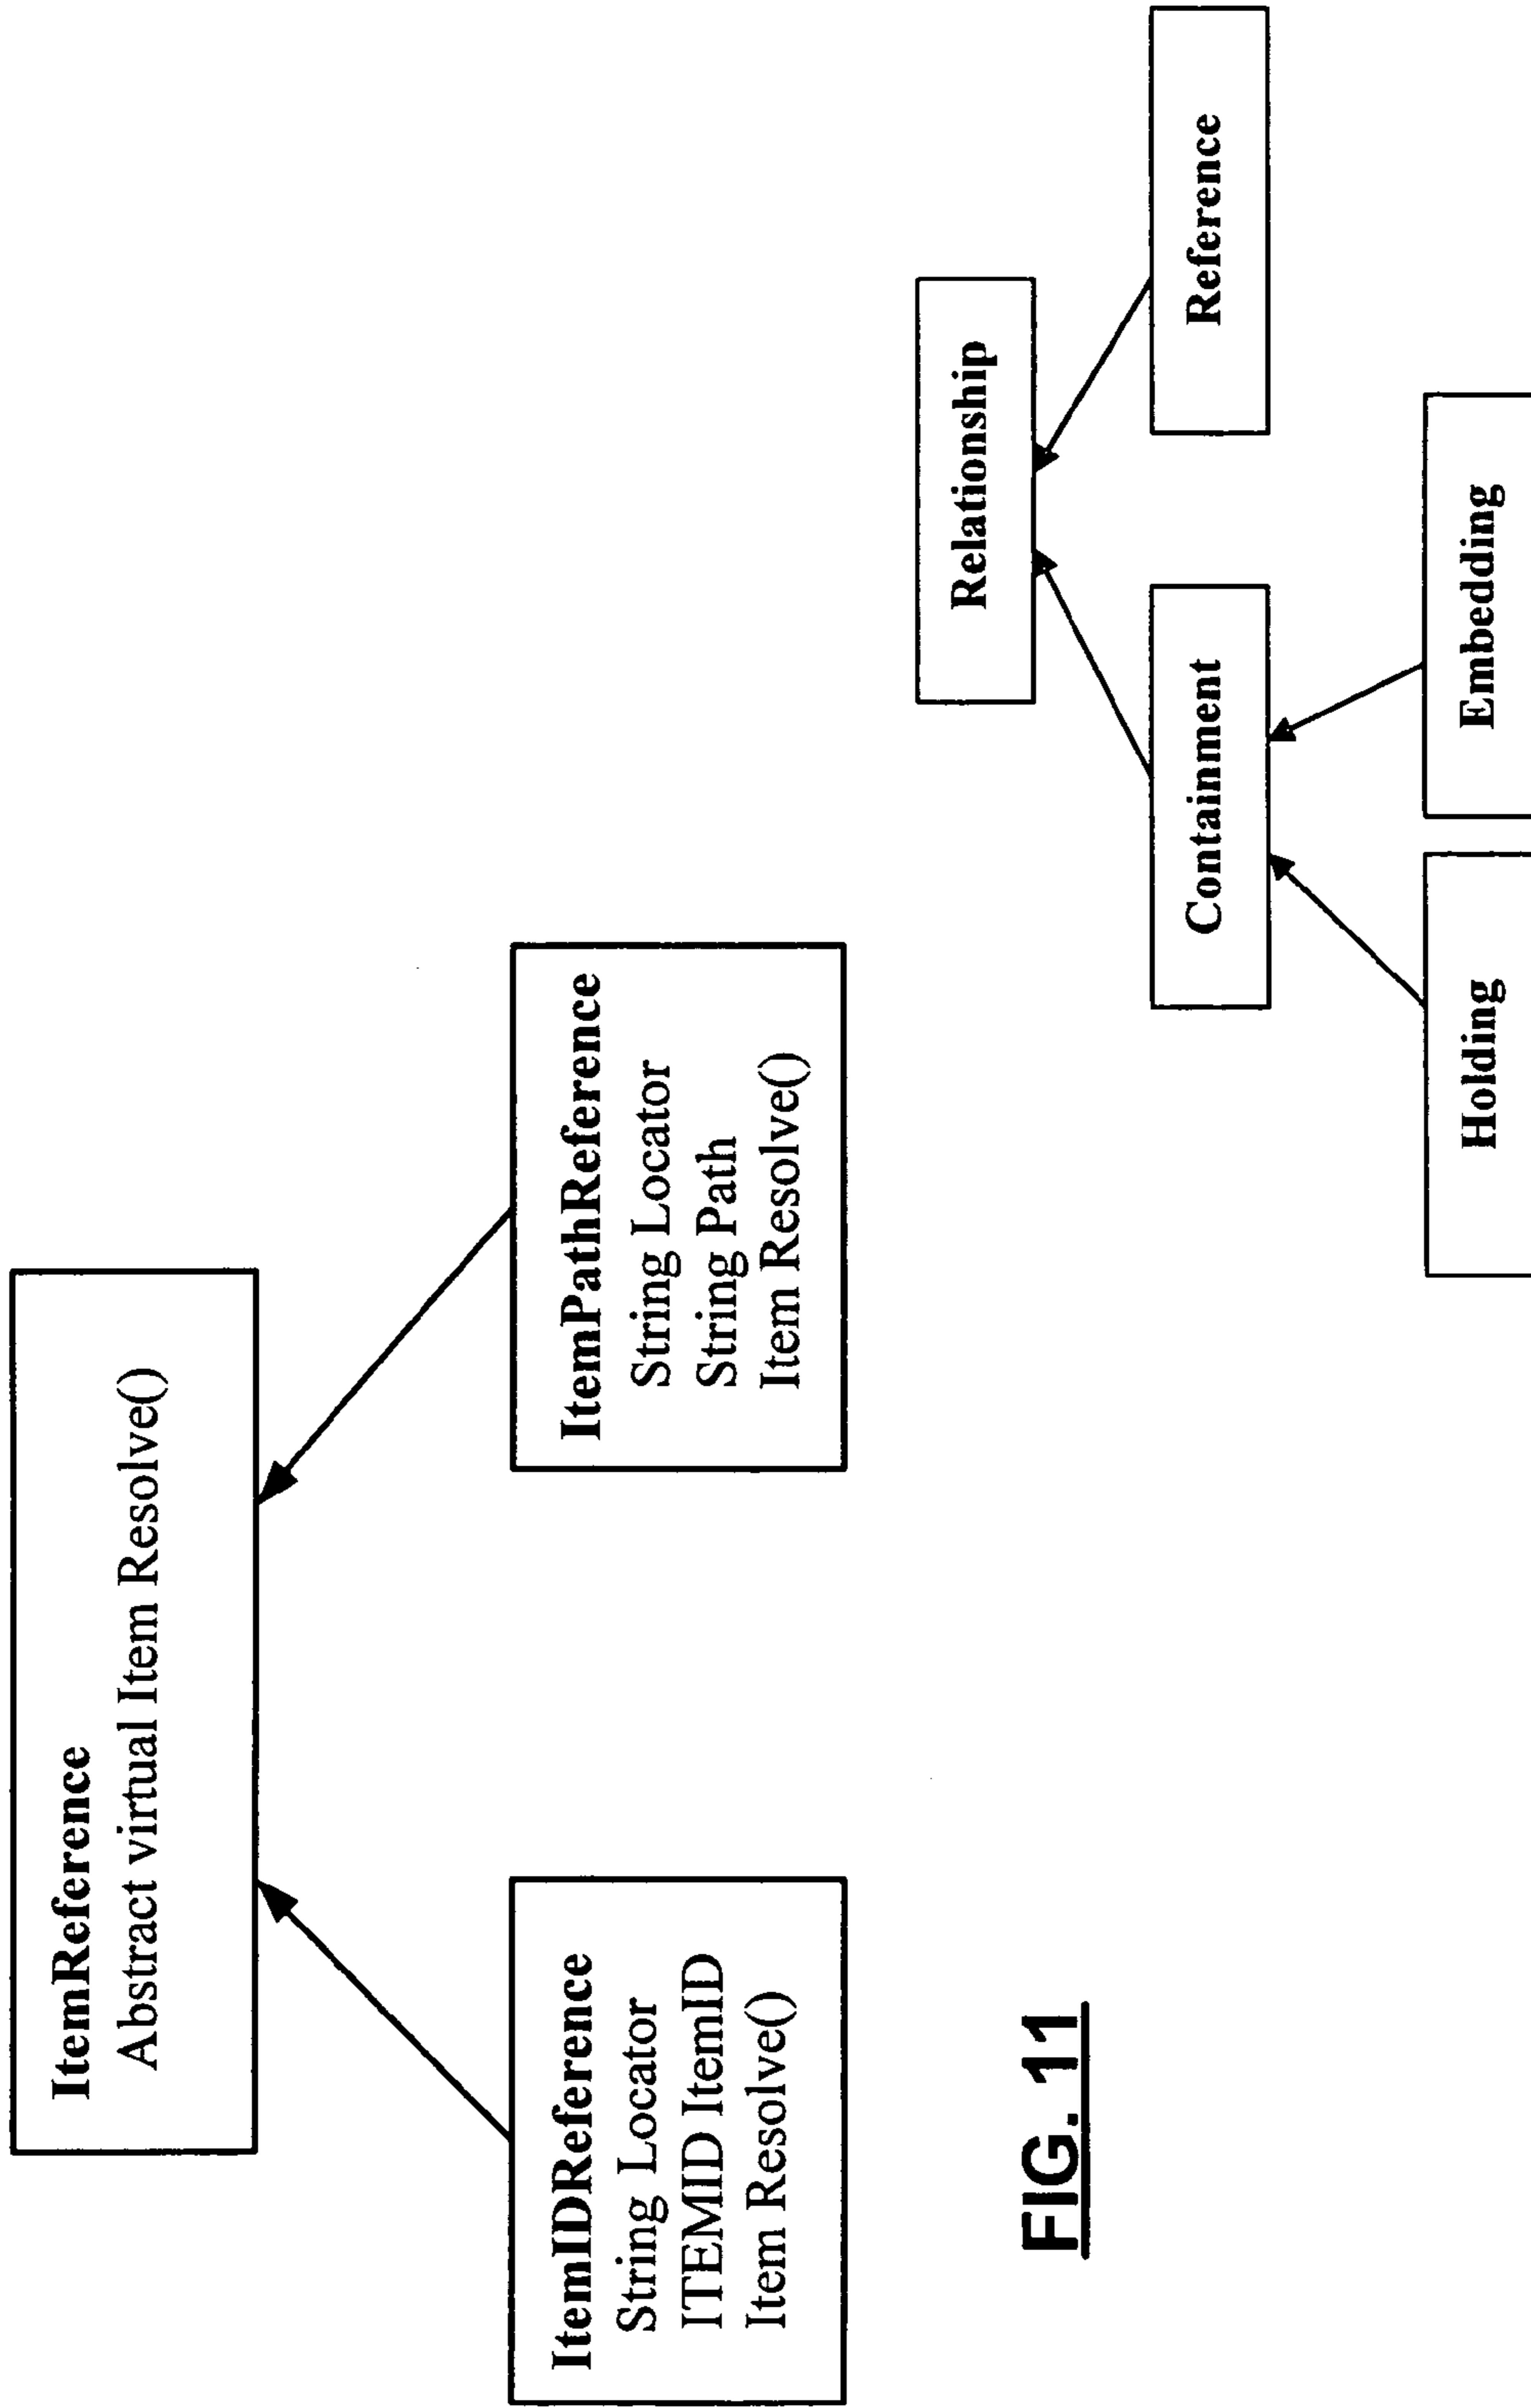 ItemReference
Abstract virtual Item Resolve()
ItemIDReference
String Locator
ITEMID ItemID
Item Resolve()
ItemPathReference
String Locator
String Path
Item Resolve()
FIG. 11
Relationship
Containment
Reference
Holding
Embedding